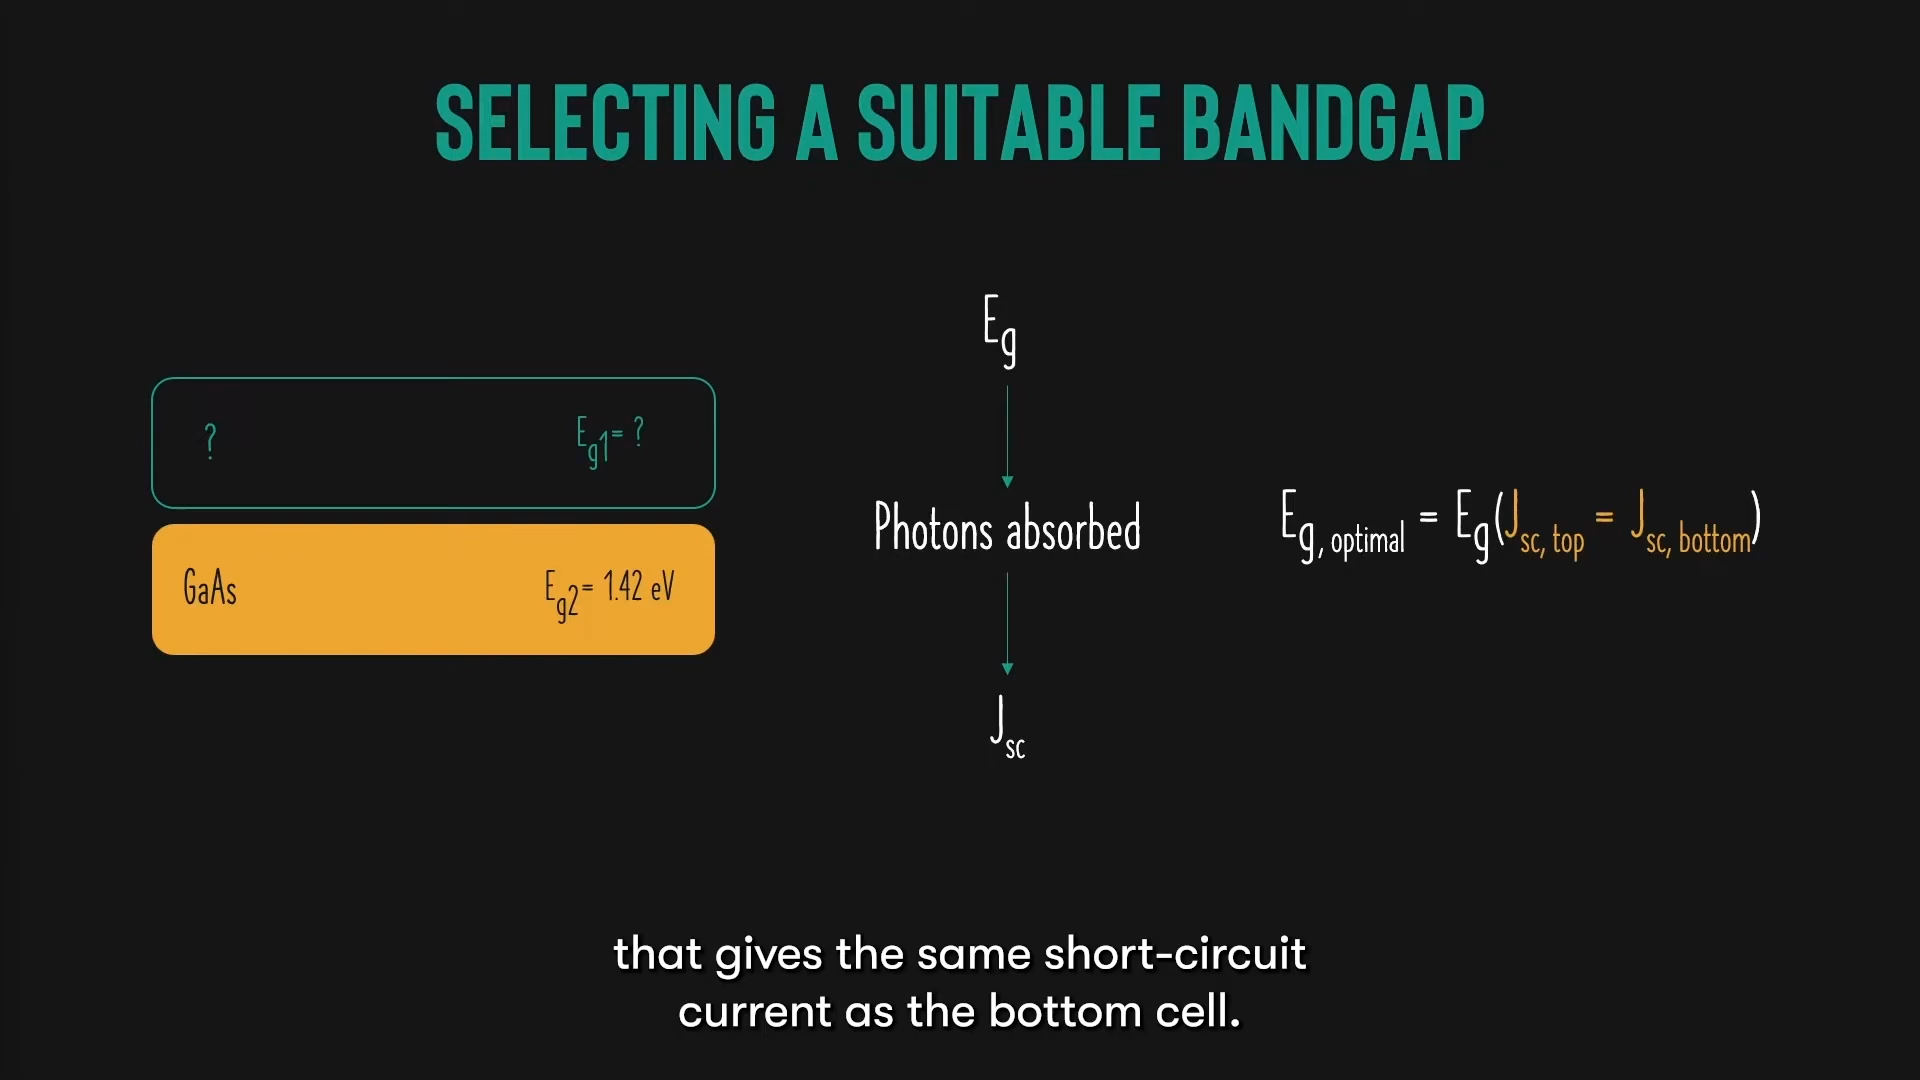 SELECTING A SUITABLE BANDGAP
? Eg1= ?
GaAs Eg2= 1.42 eV
Eg
Photons absorbed
Jsc
Eg, optimal = Eg(Jsc, top = Jsc, bottom)
that gives the same short-circuit
current as the bottom cell.